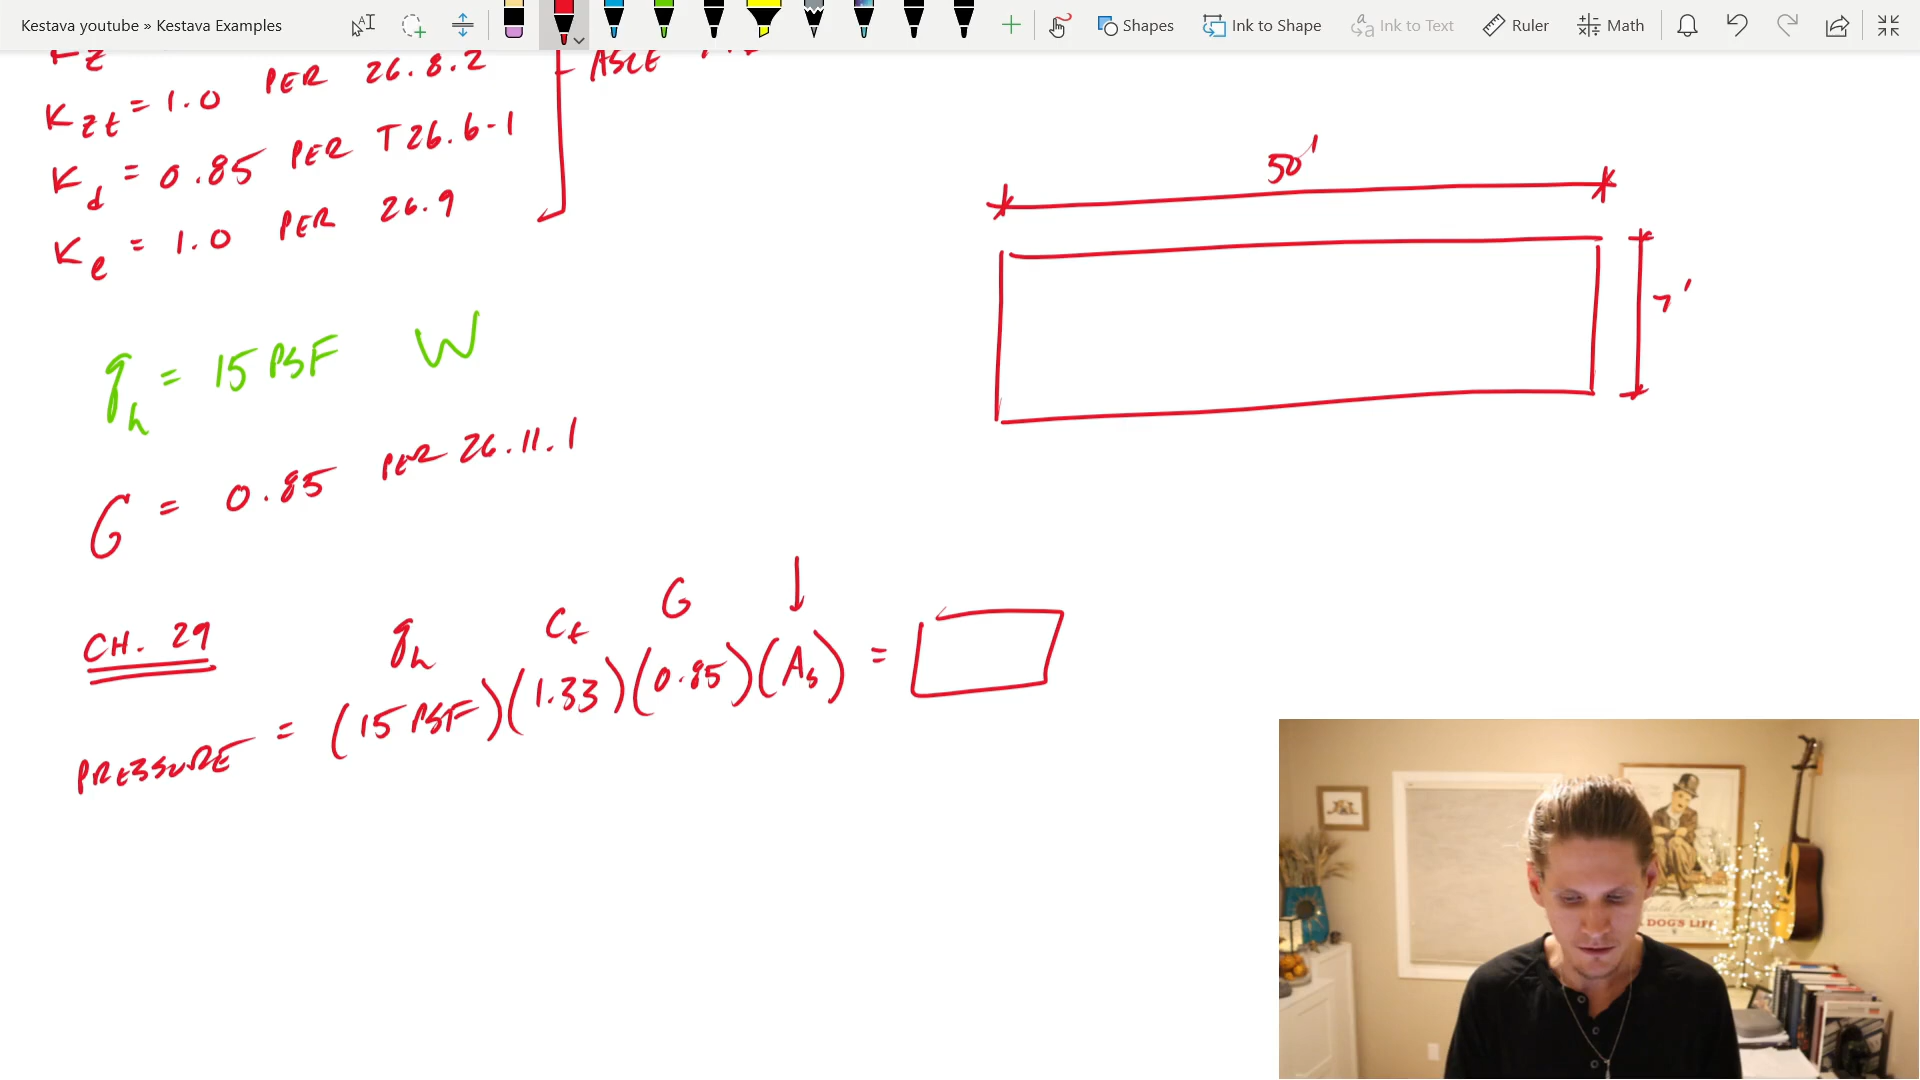 Kestava youtube » Kestava Examples
Shapes
Ink to Shape
Ink to Text
Ruler
Math
Kz
ASCE
Kzt = 1.0 PER 26.8.2
Kd = 0.85 PER T26.6-1
Ke = 1.0 PER 26.9
50'
7'
qh = 15 PSF W
G = 0.85 PER 26.11.1
CH. 29
qh Cf G
PRESSURE = (15 PSF)(1.33)(0.85)(As) =
DOG'S LIFE